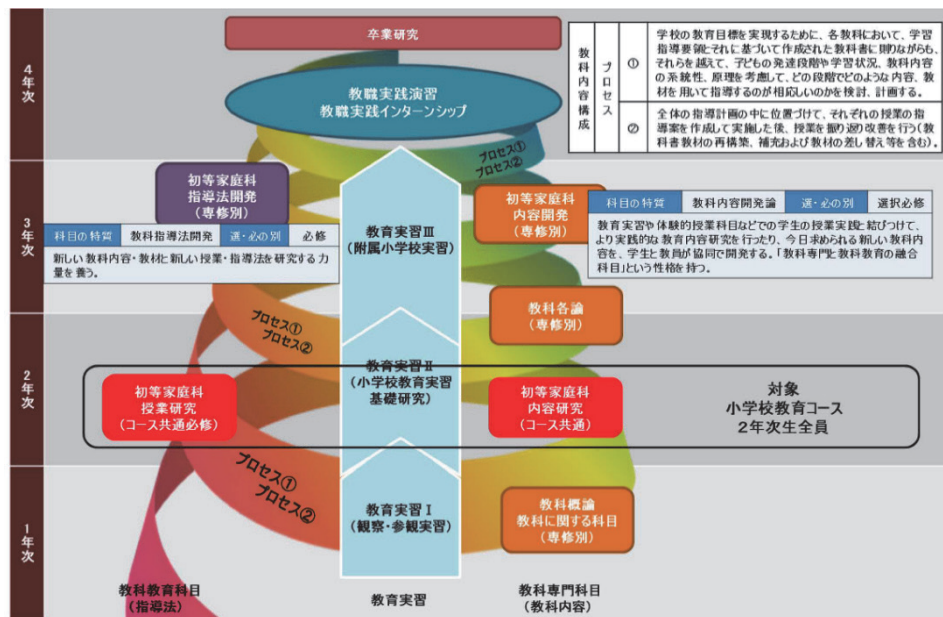 卒業研究
教職実践演習
教職実践インターンシップ
教科内容構成
プロセス
①
学校の教育目標を実現するために、各教科において、学習
指導要領とそれに基づいて作成された教科書に則りながらも、
それらを越えて、子どもの発達段階や学習状況、教科内容
の系統性、原理を考慮して、どの段階でどのような内容、教
材を用いて指導するのが相応しいのかを検討、計画する。
②
全体の指導計画の中に位置づけて、それぞれの授業の指
導案を作成して実施した後、授業を振り返り改善を行う（教
科書教材の再構築、補充および教材の差し替え等を含む）。
4年次
プロセス①
プロセス②
3年次
初等家庭科
指導法開発
（専修別）
科目の特質 教科指導法開発 選・必の別 必修
新しい教科内容・教材と新しい授業・指導法を研究する力
量を養う。
教育実習Ⅲ
（附属小学校実習）
初等家庭科
内容開発
（専修別）
科目の特質 教科内容開発論 選・必の別 選択必修
教育実習や体験的授業科目などでの学生の授業実践と結びつけて、
より実践的な教育内容研究を行ったり、今日求められる新しい教科内
容を、学生と教員が協同で開発する。「教科専門と教科教育の融合
科目」という性格を持つ。
教科各論
（専修別）
プロセス①
プロセス②
2年次
初等家庭科
授業研究
（コース共通必修）
教育実習Ⅱ
（小学校教育実習
基礎研究）
初等家庭科
内容研究
（コース共通）
対象
小学校教育コース
2年次生全員
プロセス①
プロセス②
1年次
教育実習Ⅰ
（観察・参観実習）
教科概論
教科に関する科目
（専修別）
教科教育科目
（指導法）
教育実習
教科専門科目
（教科内容）